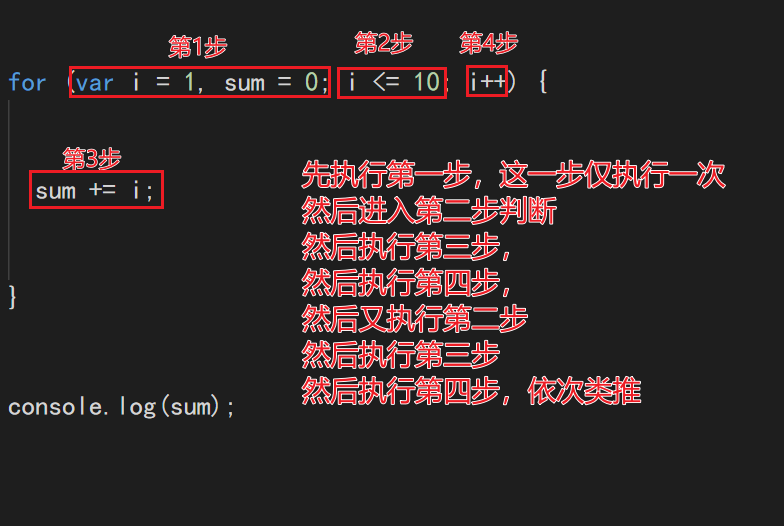 第1步 第2步 第4步
for (var i = 1, sum = 0; i <= 10; i++) {
第3步
sum += i;
先执行第一步，这一步仅执行一次
然后进入第二步判断
然后执行第三步，
然后执行第四步，
然后又执行第二步
然后执行第三步
然后执行第四步，依次类推
}
console.log(sum);